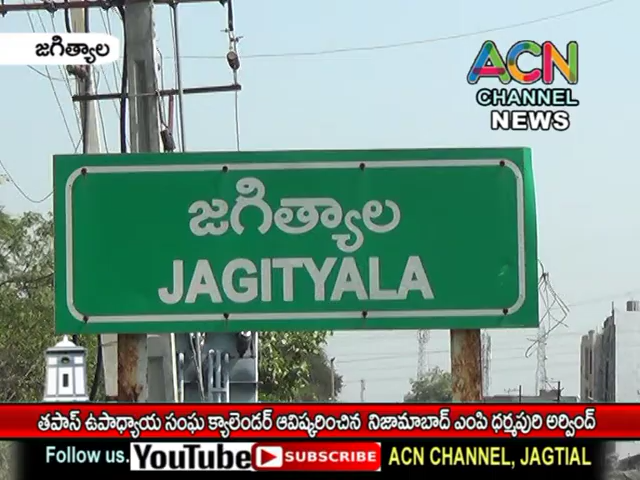 జగిత్యాల
ACN
CHANNEL
NEWS
జగిత్యాల
JAGITYALA
తపాస్ ఉపాధ్యాయ సంఘ క్యాలెండర్ ఆవిష్కరించిన నిజామాబాద్ ఎంపి ధర్మపురి అర్వింద్
Follow us. YouTube SUBSCRIBE ACN CHANNEL, JAGTIAL